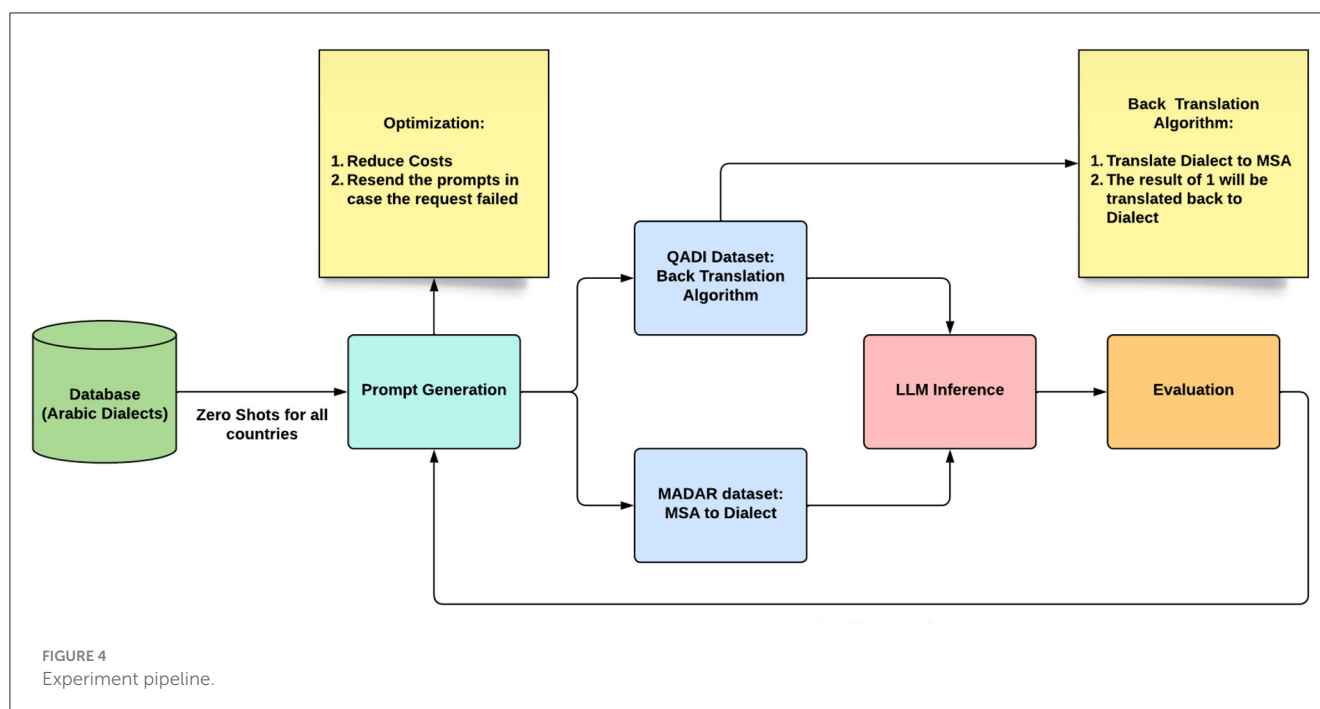 Optimization:
1. Reduce Costs
2. Resend the prompts in
case the request failed
Back Translation
Algorithm:
1. Translate Dialect to MSA
2. The result of 1 will be
translated back to
Dialect
QADI Dataset:
Back Translation
Algorithm
Database
(Arabic Dialects)
Zero Shots for all
countries
Prompt Generation
LLM Inference
Evaluation
MADAR dataset:
MSA to Dialect
FIGURE 4
Experiment pipeline.